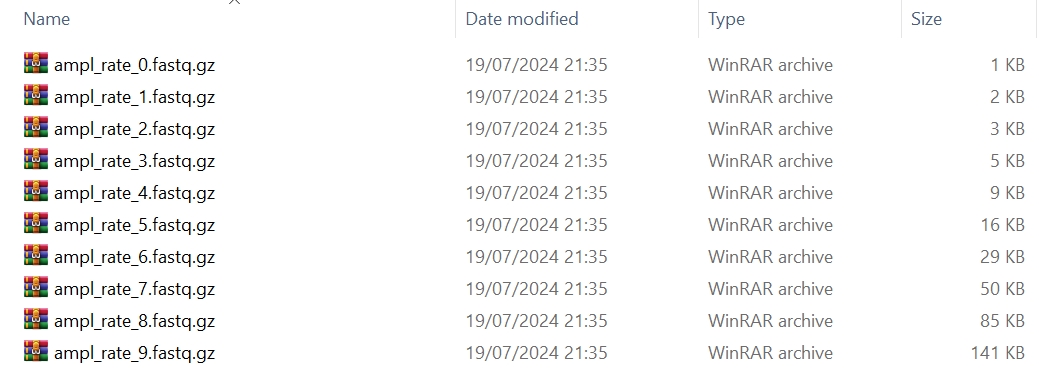 Name Date modified Type Size
ampl_rate_0.fastq.gz 19/07/2024 21:35 WinRAR archive 1 KB
ampl_rate_1.fastq.gz 19/07/2024 21:35 WinRAR archive 2 KB
ampl_rate_2.fastq.gz 19/07/2024 21:35 WinRAR archive 3 KB
ampl_rate_3.fastq.gz 19/07/2024 21:35 WinRAR archive 5 KB
ampl_rate_4.fastq.gz 19/07/2024 21:35 WinRAR archive 9 KB
ampl_rate_5.fastq.gz 19/07/2024 21:35 WinRAR archive 16 KB
ampl_rate_6.fastq.gz 19/07/2024 21:35 WinRAR archive 29 KB
ampl_rate_7.fastq.gz 19/07/2024 21:35 WinRAR archive 50 KB
ampl_rate_8.fastq.gz 19/07/2024 21:35 WinRAR archive 85 KB
ampl_rate_9.fastq.gz 19/07/2024 21:35 WinRAR archive 141 KB